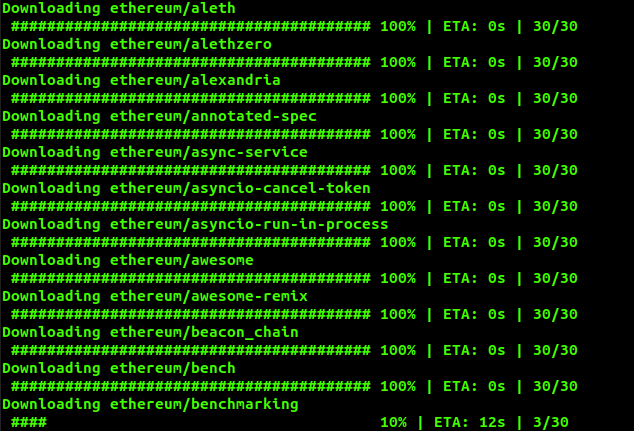 Downloading ethereum/aleth
######################################## 100% | ETA: 0s | 30/30
Downloading ethereum/alethzero
######################################## 100% | ETA: 0s | 30/30
Downloading ethereum/alexandria
######################################## 100% | ETA: 0s | 30/30
Downloading ethereum/annotated-spec
######################################## 100% | ETA: 0s | 30/30
Downloading ethereum/async-service
######################################## 100% | ETA: 0s | 30/30
Downloading ethereum/asyncio-cancel-token
######################################## 100% | ETA: 0s | 30/30
Downloading ethereum/asyncio-run-in-process
######################################## 100% | ETA: 0s | 30/30
Downloading ethereum/awesome
######################################## 100% | ETA: 0s | 30/30
Downloading ethereum/awesome-remix
######################################## 100% | ETA: 0s | 30/30
Downloading ethereum/beacon_chain
######################################## 100% | ETA: 0s | 30/30
Downloading ethereum/bench
######################################## 100% | ETA: 0s | 30/30
Downloading ethereum/benchmarking
#### 10% | ETA: 12s | 3/30